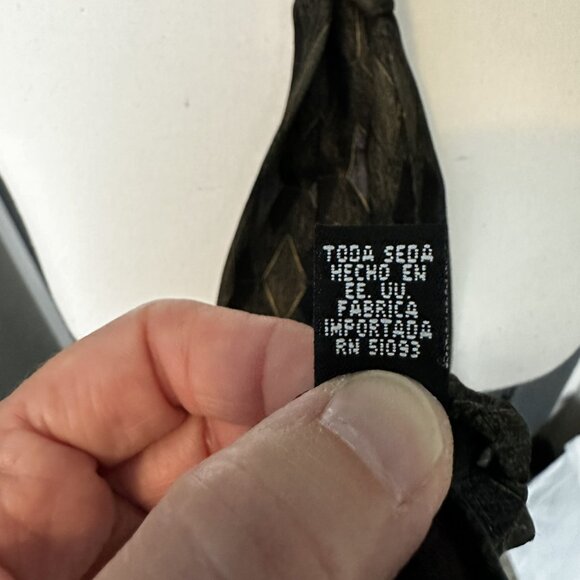 TODA SEDA
HECHO EN
EE. UU.
FABRICA
IMPORTADA
RN 51093